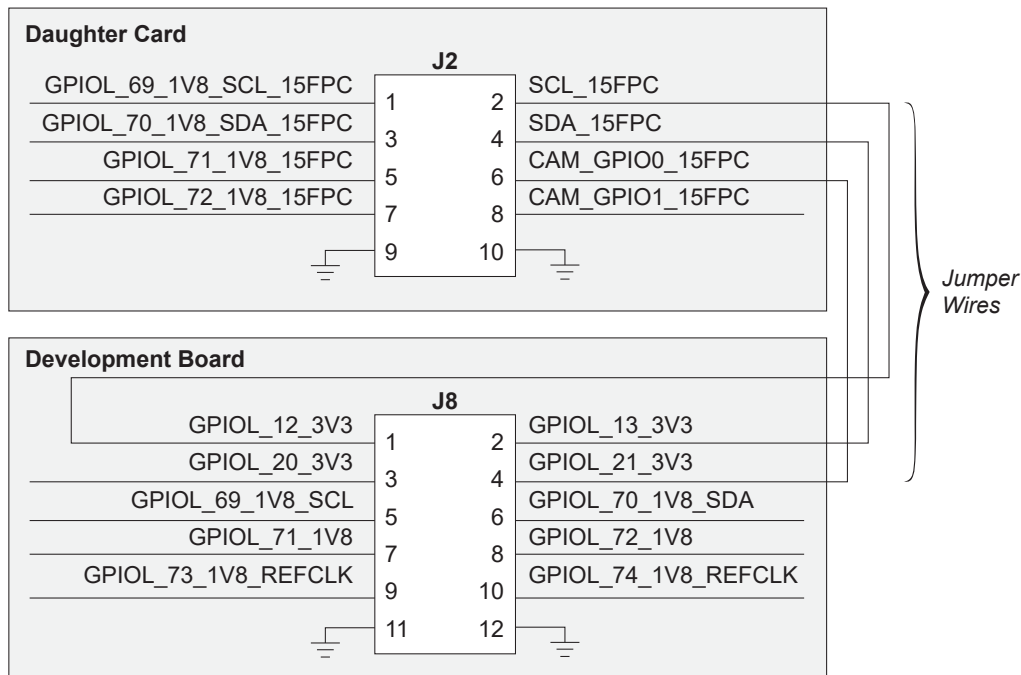 Daughter Card
J2
GPIOL_69_1V8_SCL_15FPC 1 2 SCL_15FPC
GPIOL_70_1V8_SDA_15FPC 3 4 SDA_15FPC
GPIOL_71_1V8_15FPC 5 6 CAM_GPIO0_15FPC
GPIOL_72_1V8_15FPC 7 8 CAM_GPIO1_15FPC
9 10
Jumper
Wires
Development Board
J8
GPIOL_12_3V3 1 2 GPIOL_13_3V3
GPIOL_20_3V3 3 4 GPIOL_21_3V3
GPIOL_69_1V8_SCL 5 6 GPIOL_70_1V8_SDA
GPIOL_71_1V8 7 8 GPIOL_72_1V8
GPIOL_73_1V8_REFCLK 9 10 GPIOL_74_1V8_REFCLK
11 12